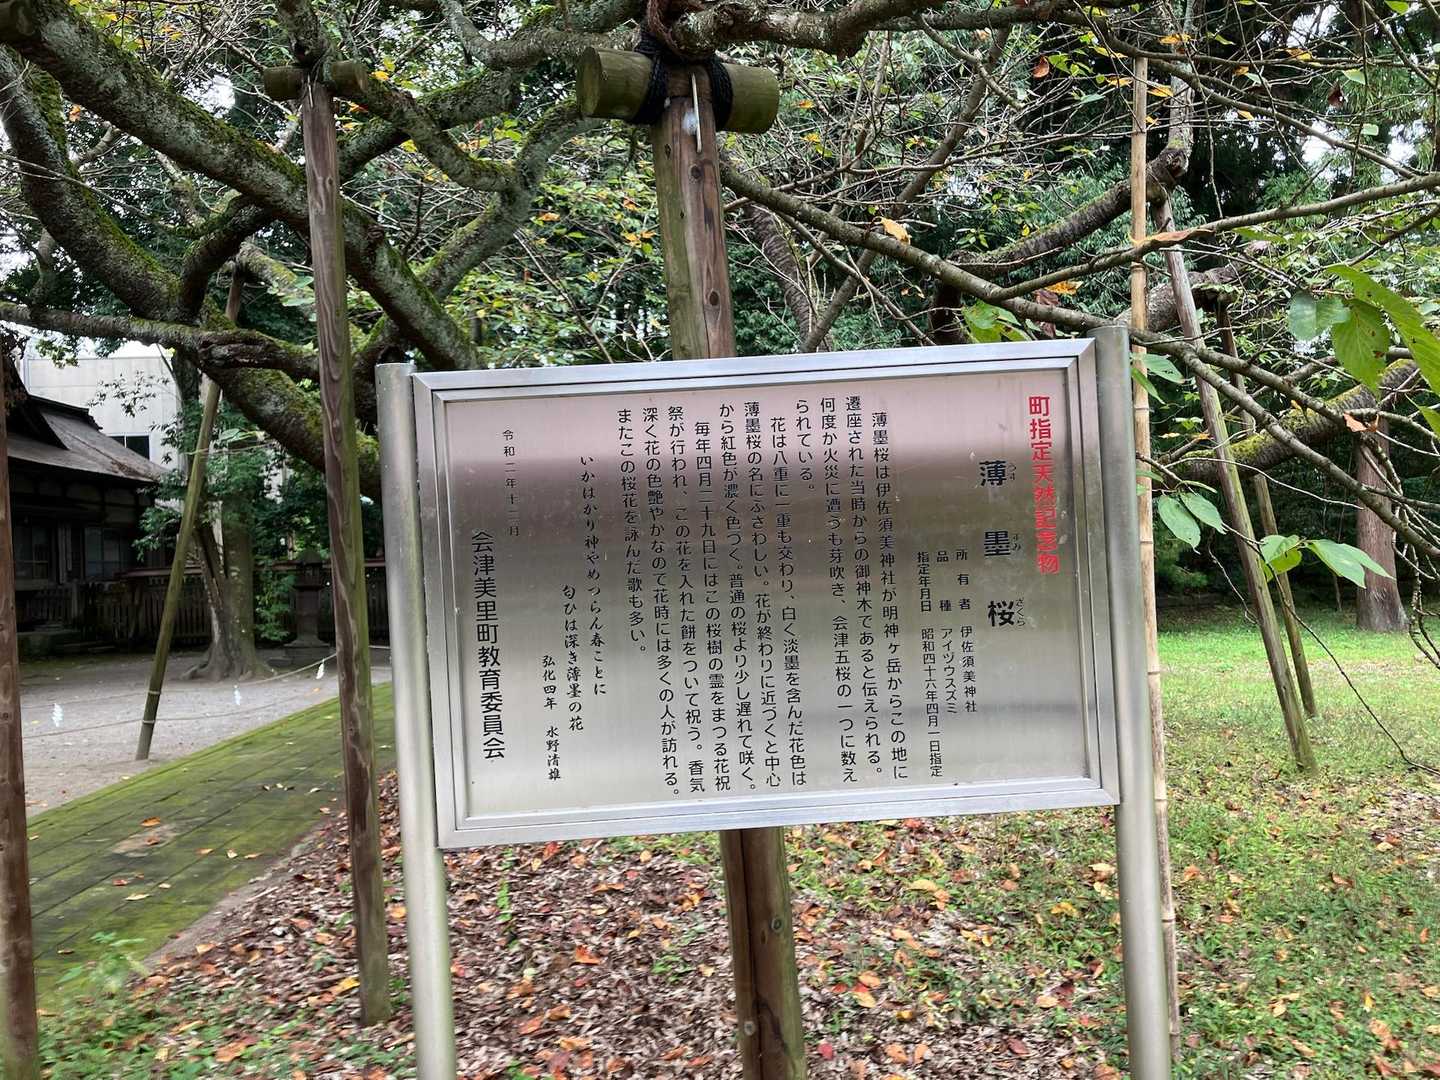 町指定天然記念物
薄墨桜
うすずみざくら
所有者　伊佐須美神社
品種　アイヅウスズミ
指定年月日　昭和四十六年四月一日指定
薄墨桜は伊佐須美神社が明神ヶ岳からこの地に
遷座された当時からの御神木であると伝えられる。
何度か火災に遭うも芽吹き、会津五桜の一つに数え
られている。
花は八重に一重も交わり、白く淡墨を含んだ花色は
薄墨桜の名にふさわしい。花が終わりに近づくと中心
から紅色が濃く色づく。普通の桜より少し遅れて咲く。
毎年四月二十九日にはこの桜樹の霊をまつる花祝
祭が行われ、この花を入れた餅をついて祝う。香気
深く花の色艶やかなので花時には多くの人が訪れる。
またこの桜花を詠んだ歌も多い。
いかはかり神やめつらん春ことに
匂ひは深き薄墨の花
弘化四年　水野清雄
令和二年十二月
会津美里町教育委員会